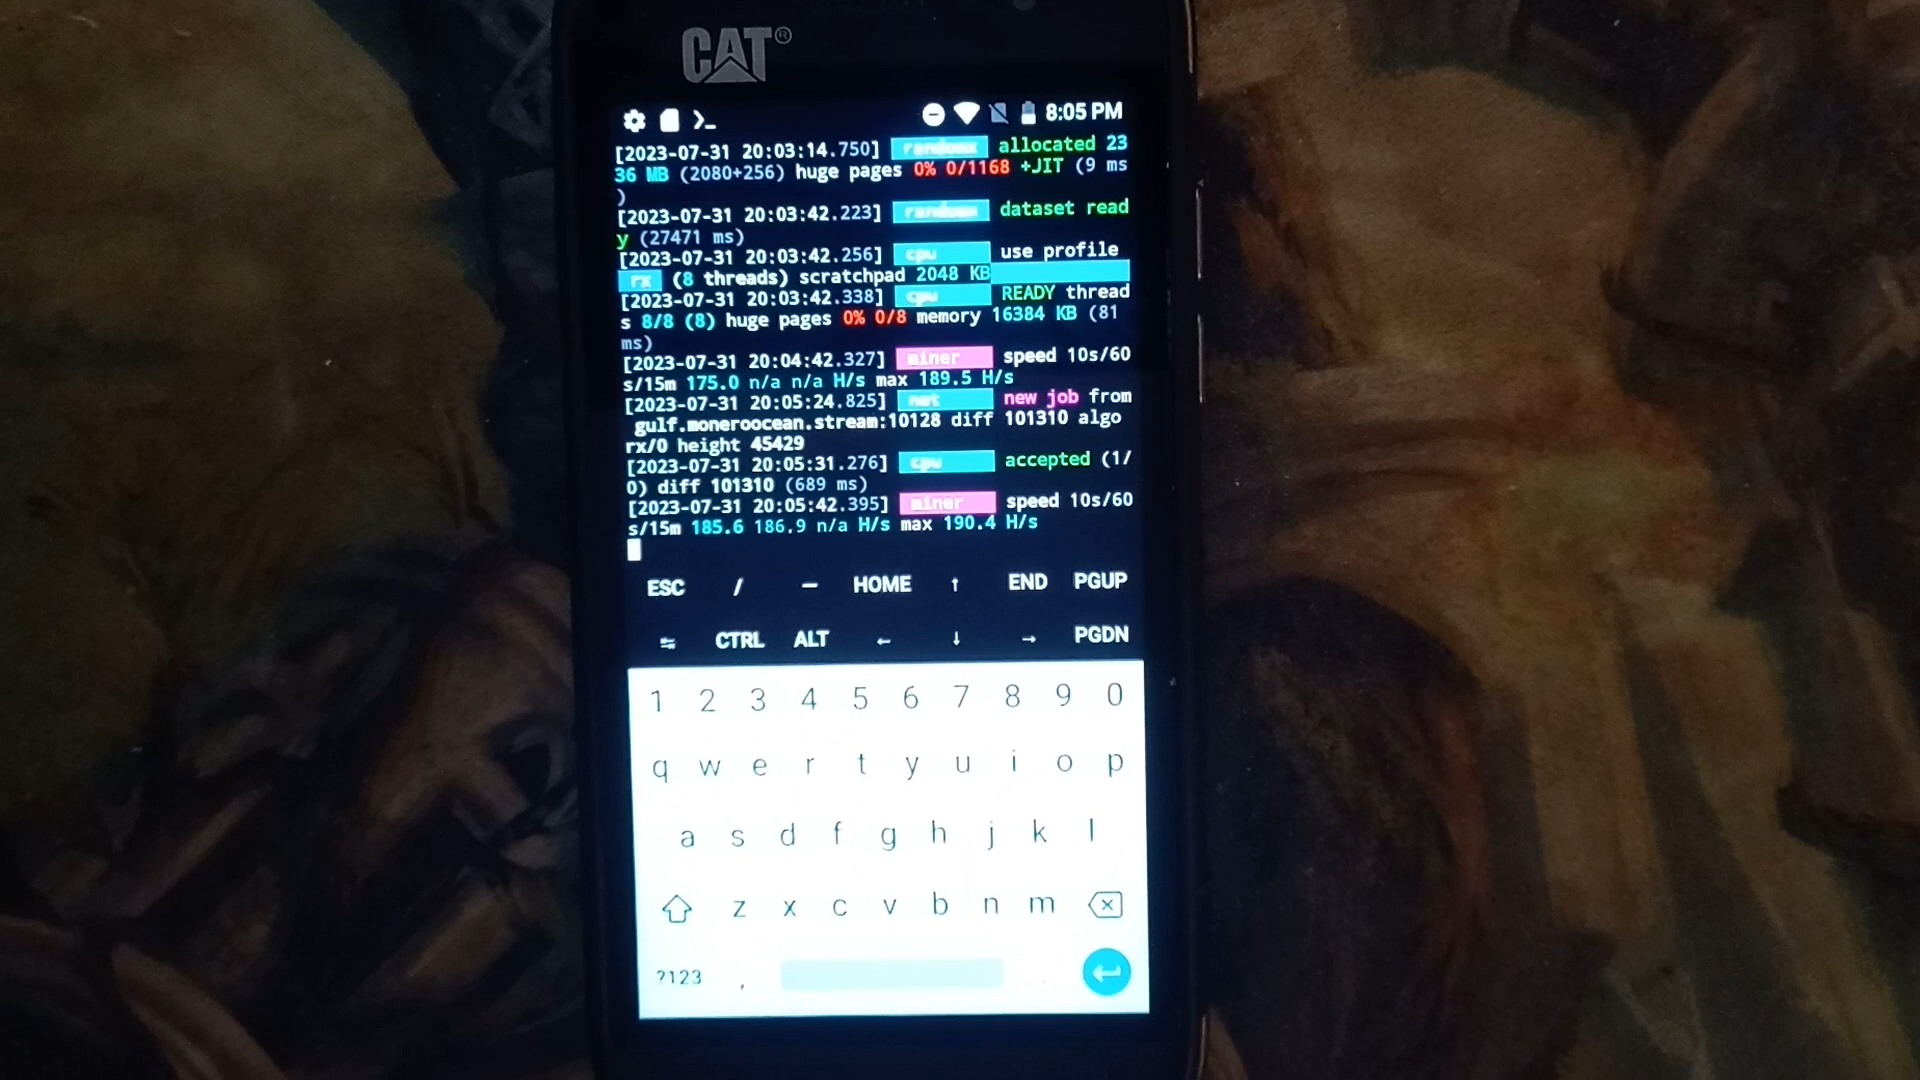 CAT®
8:05 PM
[2023-07-31 20:03:14.750] randomx allocated 23
36 MB (2080+256) huge pages 0% 0/1168 +JIT (9 ms
)
[2023-07-31 20:03:42.223] randomx dataset read
y (27471 ms)
[2023-07-31 20:03:42.256] cpu use profile
rx (8 threads) scratchpad 2048 KB
[2023-07-31 20:03:42.338] cpu READY thread
s 8/8 (8) huge pages 0% 0/8 memory 16384 KB (81
ms)
[2023-07-31 20:04:42.327] miner speed 10s/60
s/15m 175.0 n/a n/a H/s max 189.5 H/s
[2023-07-31 20:05:24.825] net new job from
gulf.moneroocean.stream:10128 diff 101310 algo
rx/0 height 45429
[2023-07-31 20:05:31.276] cpu accepted (1/
0) diff 101310 (689 ms)
[2023-07-31 20:05:42.395] miner speed 10s/60
s/15m 185.6 186.9 n/a H/s max 190.4 H/s
ESC / — HOME ↑ END PGUP
↹ CTRL ALT ← ↓ → PGDN
1 2 3 4 5 6 7 8 9 0
q w e r t y u i o p
a s d f g h j k l
z x c v b n m
?123 , .